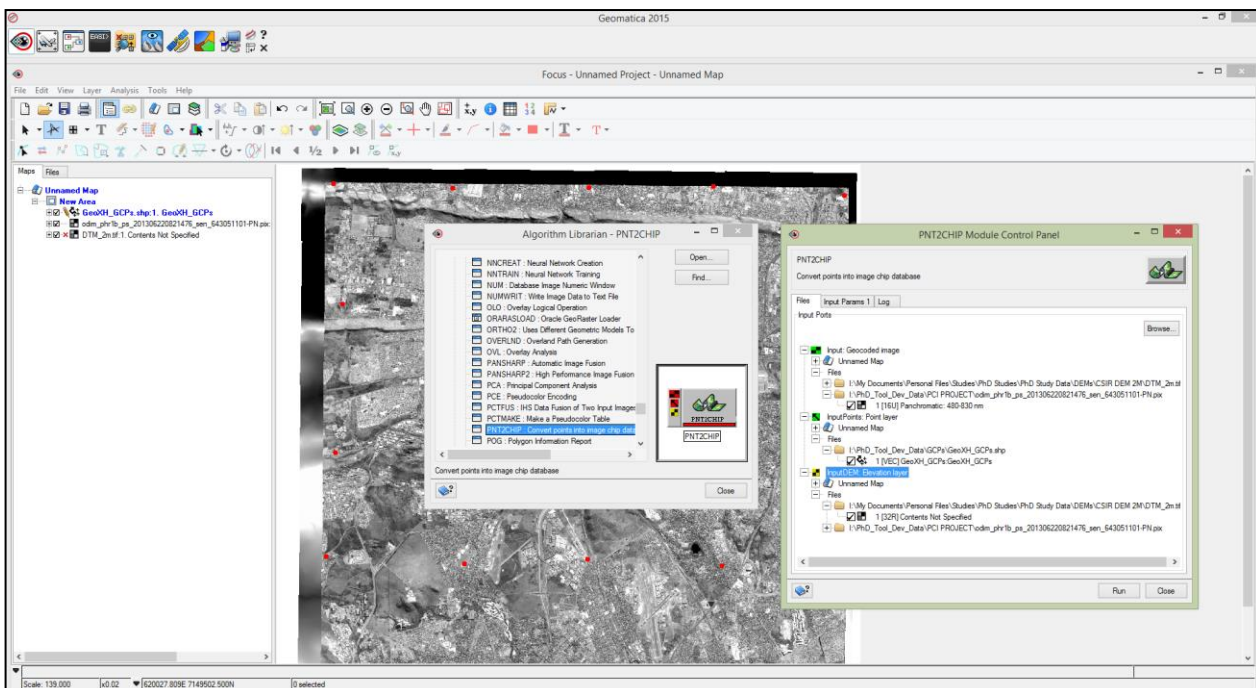 Geomatica 2015
EASI>
Focus - Unnamed Project - Unnamed Map
File Edit View Layer Analysis Tools Help
Maps Files
Unnamed Map
New Area
GeoXH_GCPs.shp:1. GeoXH_GCPs
odim_phr1b_ps_201306220821476_sen_643051101-PN.pix:
DTM_2m.tif:1. Contents Not Specified
Algorithm Librarian - PNT2CHIP
NNCREAT : Neural Network Creation
NNTRAIN : Neural Network Training
NUM : Database Image Numeric Window
NUMWRIT : Write Image Data to Text File
OLO : Overlay Logical Operation
ORARASLOAD : Oracle GeoRaster Loader
ORTHO2 : Uses Different Geometric Models To
OVERLND : Overland Path Generation
OVL : Overlay Analysis
PANSHARP : Automatic Image Fusion
PANSHARP2 : High Performance Image Fusion
PCA : Principal Component Analysis
PCE : Pseudocolor Encoding
PCTFUS : IHS Data Fusion of Two Input Images
PCTMAKE : Make a Pseudocolor Table
PNT2CHIP : Convert points into image chip data
POG : Polygon Information Report
Open...
Find...
PNT2CHIP
PNT2CHIP
Convert points into image chip database
Close
PNT2CHIP Module Control Panel
PNT2CHIP
Convert points into image chip database
Files Input Params 1 Log
Input Ports
Browse...
Input: Geocoded image
Unnamed Map
Files
I:\My Documents\Personal Files\Studies\PhD Studies\PhD Study Data\DEMs\CSIR DEM 2M\DTM_2m.tif
I:\PhD_Tool_Dev_Data\PCI PROJECT\odim_phr1b_ps_201306220821476_sen_643051101-PN.pix
1 [16U] Panchromatic: 480-830 nm
InputPoints: Point layer
Unnamed Map
Files
I:\PhD_Tool_Dev_Data\GCPs\GeoXH_GCPs.shp
1 [VEC] GeoXH_GCPs:GeoXH_GCPs
InputDEM: Elevation layer
Unnamed Map
Files
I:\My Documents\Personal Files\Studies\PhD Studies\PhD Study Data\DEMs\CSIR DEM 2M\DTM_2m.tif
1 [32R] Contents Not Specified
I:\PhD_Tool_Dev_Data\PCI PROJECT\odim_phr1b_ps_201306220821476_sen_643051101-PN.pix
Run Close
Scale: 139,000 x0.02 620027.809E 7149502.500N 0 selected